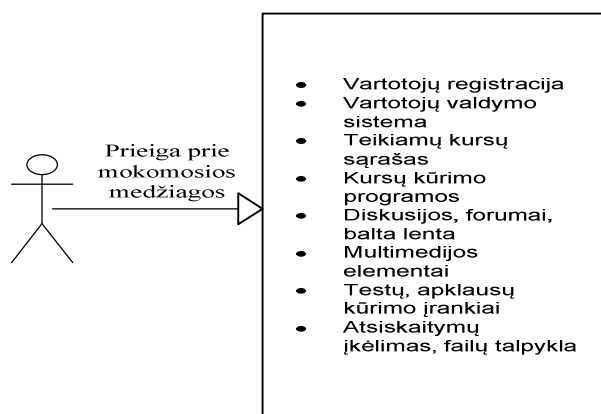 Prieiga prie
mokomosios
medžiagos
• Vartotojų registracija
• Vartotojų valdymo
sistema
• Teikiamų kursų
sąrašas
• Kursų kūrimo
programos
• Diskusijos, forumai,
balta lenta
• Multimedijos
elementai
• Testų, apklausų
kūrimo įrankiai
• Atsiskaitymų
įkėlimas, failų talpykla